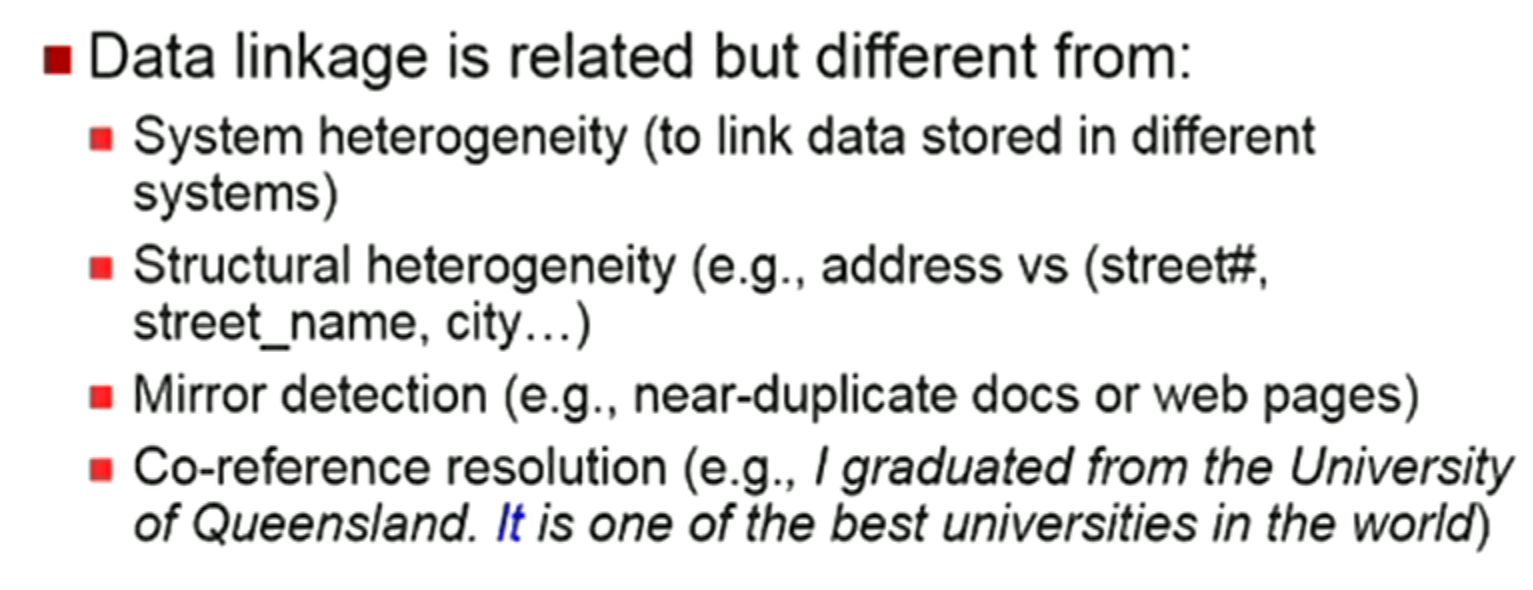 Data linkage is related but different from:
System heterogeneity (to link data stored in different
systems)
Structural heterogeneity (e.g., address vs (street#,
street_name, city…)
Mirror detection (e.g., near-duplicate docs or web pages)
Co-reference resolution (e.g., I graduated from the University
of Queensland. It is one of the best universities in the world)